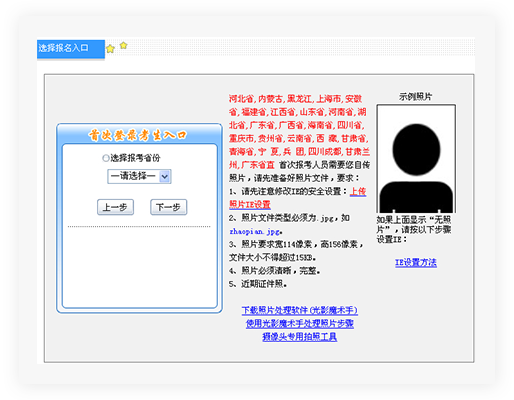 选择报名入口
首次登录考生入口
选择报考省份
—请选择—
上一步
下一步
河北省,内蒙古,黑龙江,上海市,安徽
省,福建省,江西省,山东省,河南省,湖
北省,广东省,广西省,海南省,四川省,
重庆市,贵州省,云南省,西 藏,甘肃省,
青海省,宁 夏,兵 团,四川成都,甘肃兰
州,广东省直 首次报考人员需要您自传
照片，请先准备好照片文件，要求：
1、请先注意修改IE的安全设置：上传
照片IE设置
2、照片文件类型必须为.jpg，如
zhaopian.jpg。
3、照片要求宽114像素，高156像素，
文件大小不得超过15KB。
4、照片必须清晰，完整。
5、近期证件照。
下载照片处理软件(光影魔术手)
使用光影魔术手处理照片步骤
摄像头专用拍照工具
示例照片
如果上面显示“无照
片”，请按以下步骤
设置IE：
IE设置方法